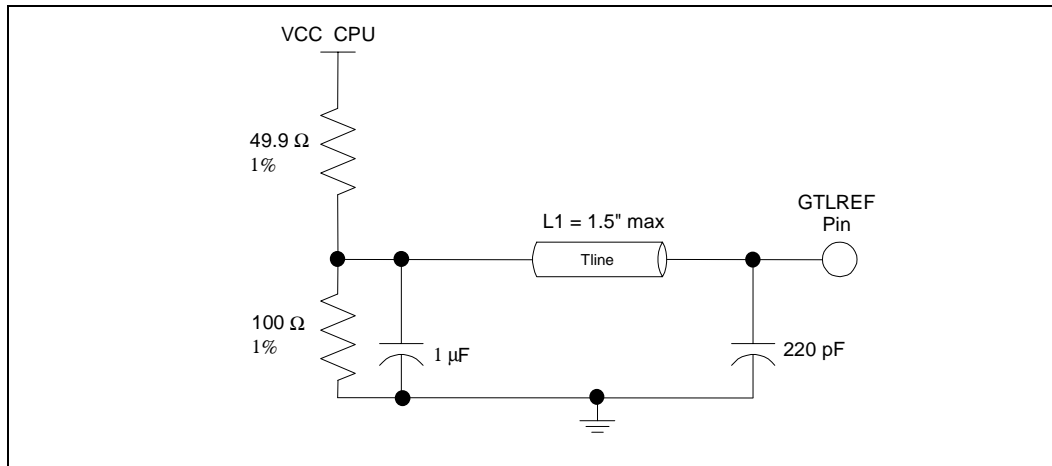 VCC CPU
49.9 Ω
1%
GTLREF
Pin
L1 = 1.5" max
Tline
100 Ω
1%
1 μF
220 pF